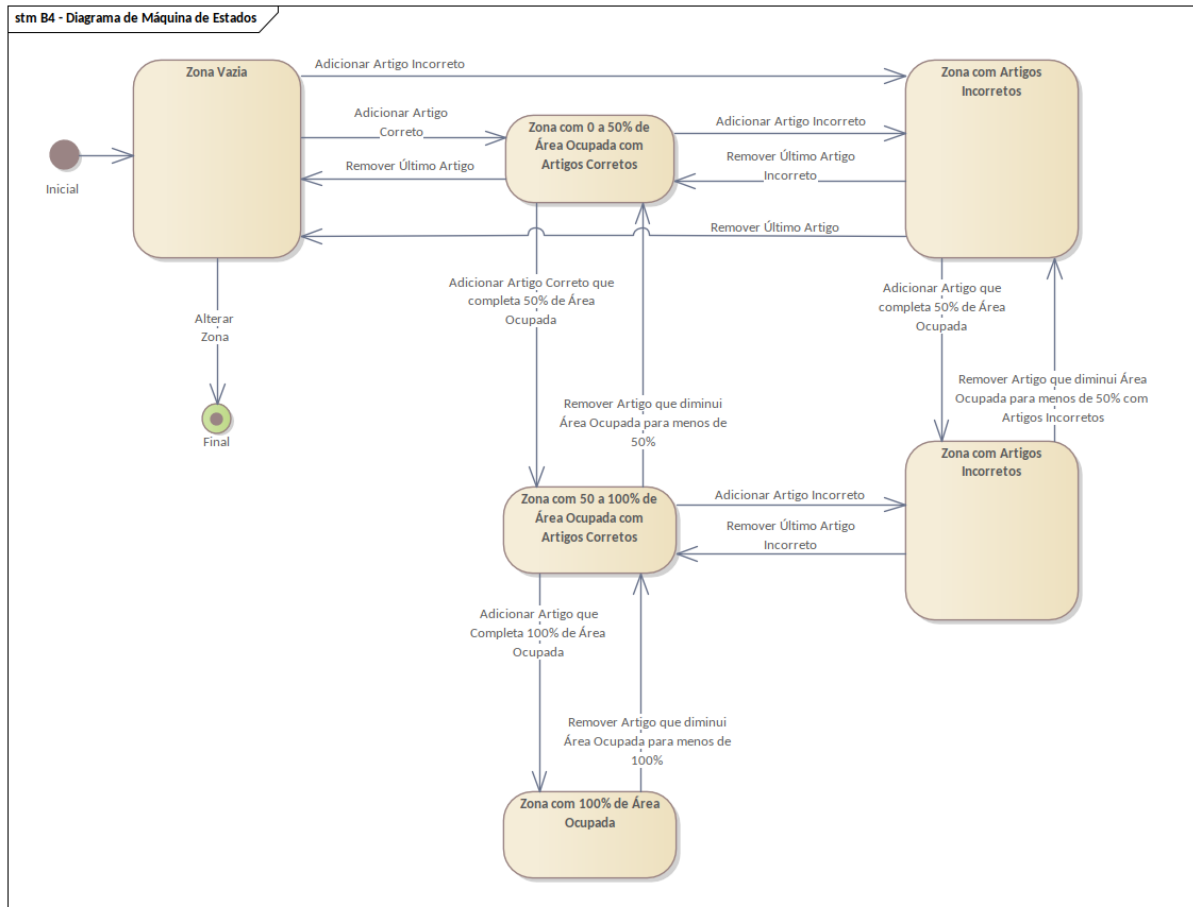 stm B4 - Diagrama de Máquina de Estados
Zona Vazia
Adicionar Artigo Incorreto
Zona com Artigos
Incorretos
Adicionar Artigo
Correto
Zona com 0 a 50% de
Área Ocupada com
Artigos Corretos
Adicionar Artigo Incorreto
Remover Último Artigo
Remover Último Artigo
Incorreto
Inicial
Remover Último Artigo
Adicionar Artigo Correto que
completa 50% de Área
Ocupada
Adicionar Artigo que
completa 50% de Área
Ocupada
Alterar
Zona
Remover Artigo que diminui Área
Ocupada para menos de 50% com
Artigos Incorretos
Remover Artigo que diminui
Área Ocupada para menos de
50%
Final
Zona com Artigos
Incorretos
Zona com 50 a 100% de
Área Ocupada com
Artigos Corretos
Adicionar Artigo Incorreto
Remover Último Artigo
Incorreto
Adicionar Artigo que
Completa 100% de Área
Ocupada
Remover Artigo que diminui
Área Ocupada para menos de
100%
Zona com 100% de Área
Ocupada